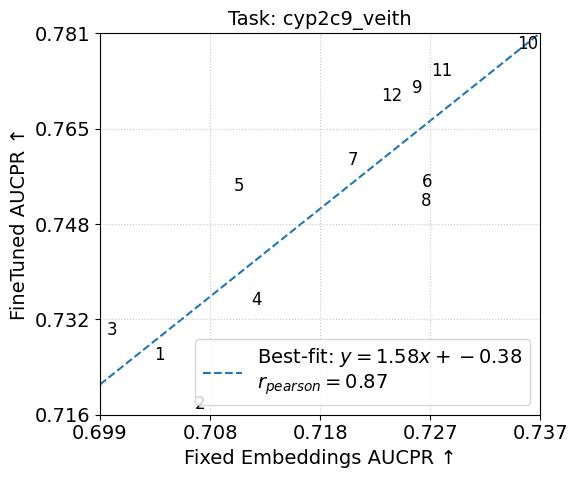 Task: cyp2c9_veith
0.781
0.765
0.748
0.732
0.716
FineTuned AUCPR ↑
10
11
9
12
7
6
5
8
4
3
1
2
Best-fit: y = 1.58x + −0.38
r_pearson = 0.87
0.699 0.708 0.718 0.727 0.737
Fixed Embeddings AUCPR ↑